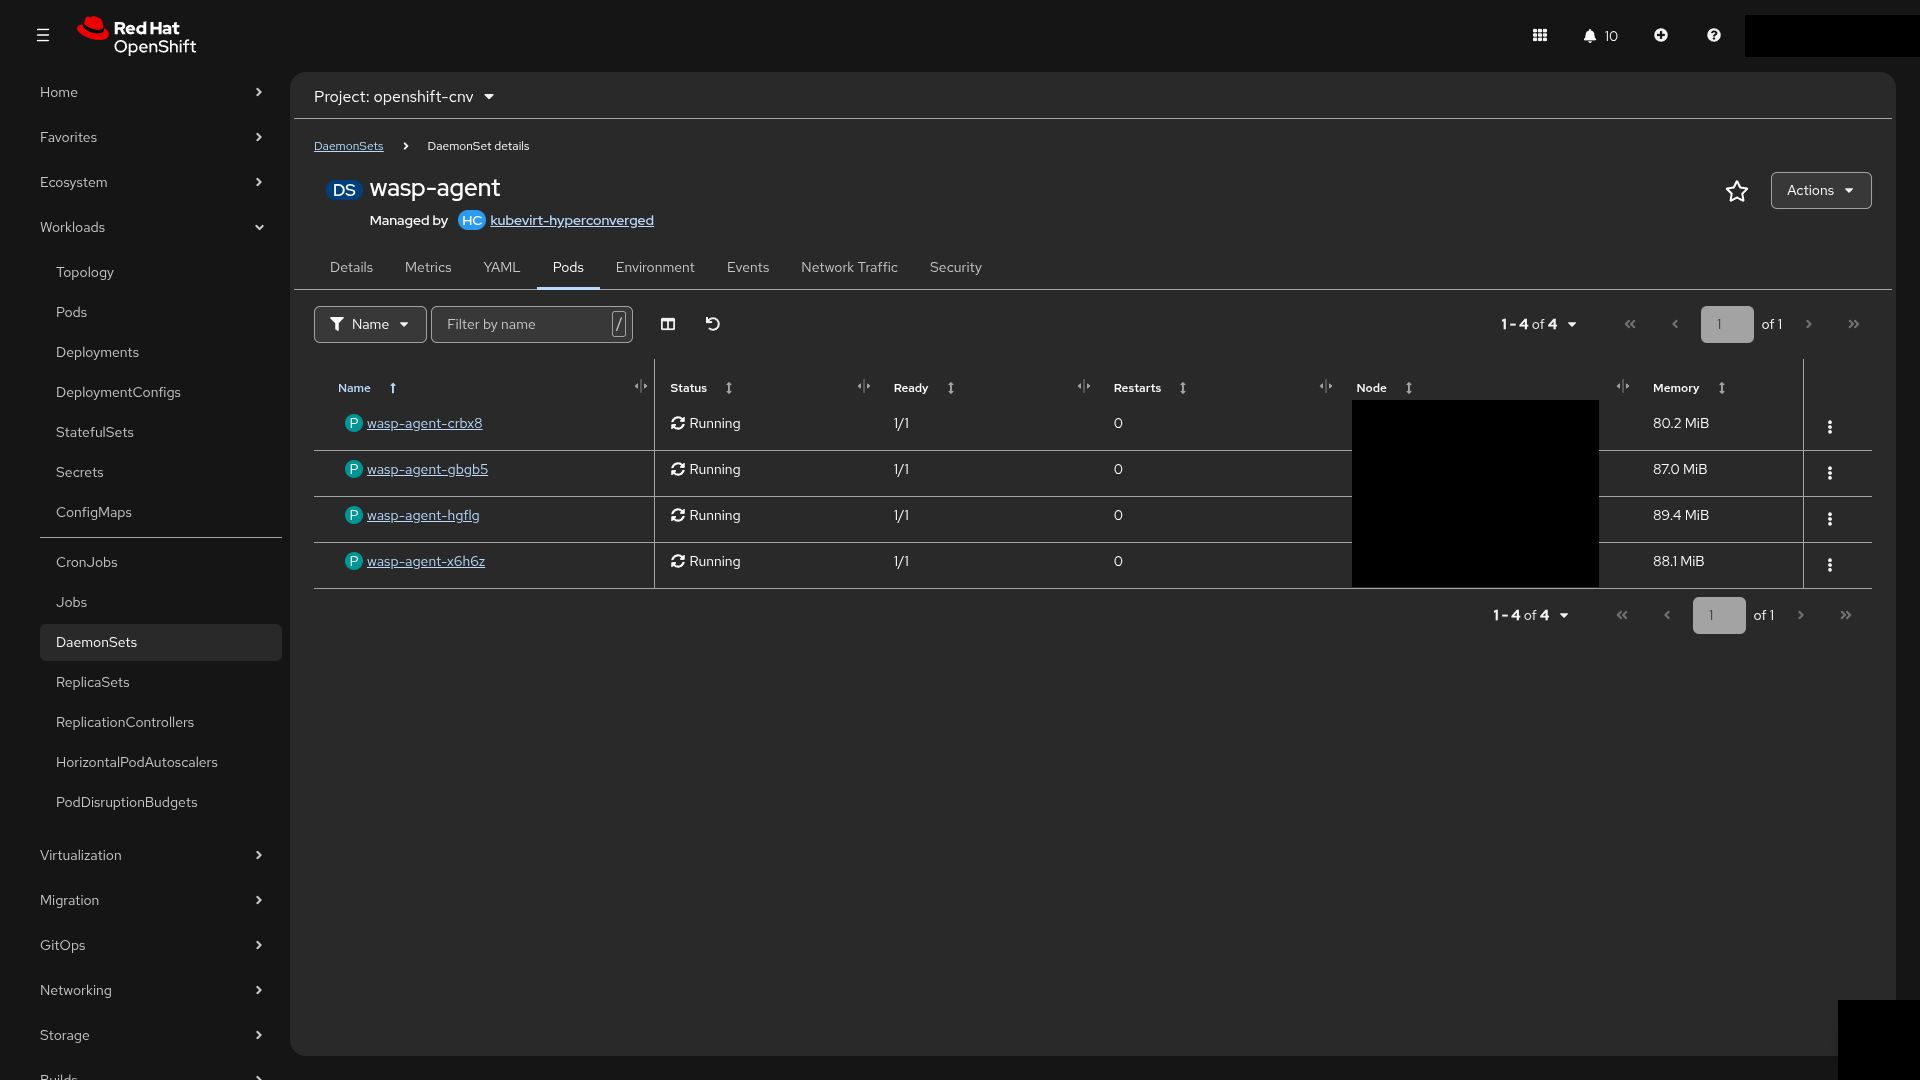 Red Hat
OpenShift
10
Home
Favorites
Ecosystem
Workloads
Topology
Pods
Deployments
DeploymentConfigs
StatefulSets
Secrets
ConfigMaps
CronJobs
Jobs
DaemonSets
ReplicaSets
ReplicationControllers
HorizontalPodAutoscalers
PodDisruptionBudgets
Virtualization
Migration
GitOps
Networking
Storage
Builds
Project: openshift-cnv
DaemonSets DaemonSet details
DS wasp-agent
Managed by HC kubevirt-hyperconverged
Actions
Details Metrics YAML Pods Environment Events Network Traffic Security
Name Filter by name / 1 - 4 of 4 1 of 1
Name Status Ready Restarts Node Memory
P wasp-agent-crbx8 Running 1/1 0 80.2 MiB
P wasp-agent-gbgb5 Running 1/1 0 87.0 MiB
P wasp-agent-hgflg Running 1/1 0 89.4 MiB
P wasp-agent-x6h6z Running 1/1 0 88.1 MiB
1 - 4 of 4 1 of 1